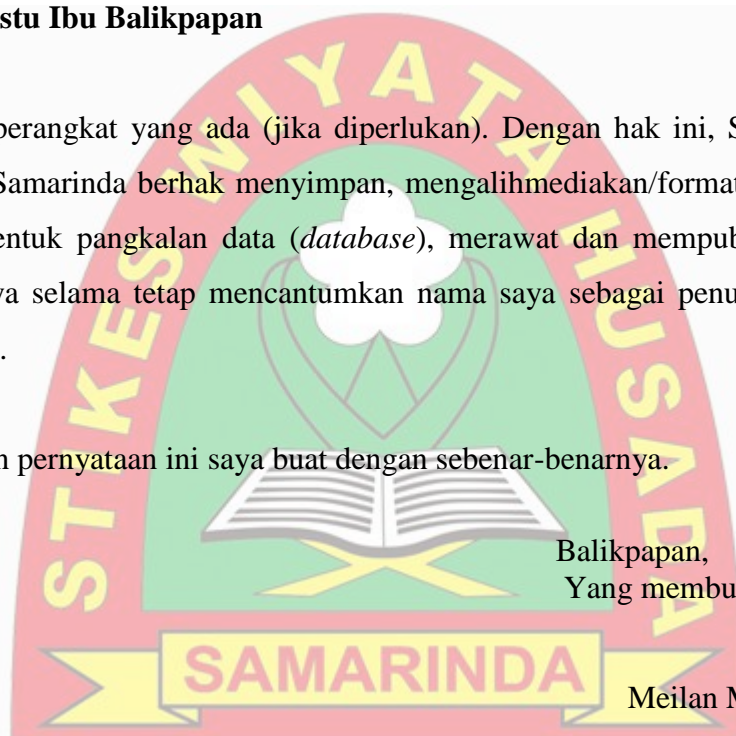 stu Ibu Balikpapan
perangkat yang ada (jika diperlukan). Dengan hak ini, S
Samarinda berhak menyimpan, mengalihmediakan/format
entuk pangkalan data (database), merawat dan mempub
ya selama tetap mencantumkan nama saya sebagai penu
.
n pernyataan ini saya buat dengan sebenar-benarnya.
Balikpapan,
Yang membu
Meilan M
STIKES WIYATA HUSADA
SAMARINDA